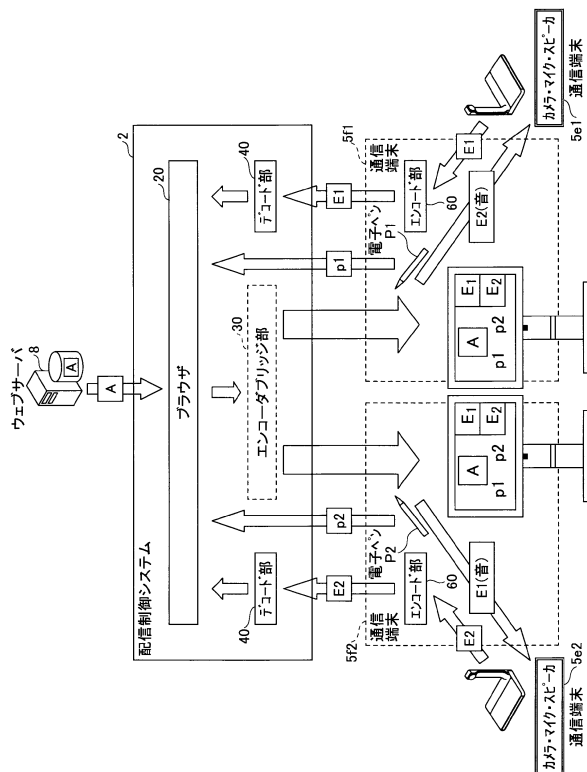 ウェブサーバ
8
A
A
2
配信制御システム
20
ブラウザ
30
エンコーダブリッジ部
40
デコード部
40
デコード部
E2
p2
p1
E1
5f2
通信
端末
電子ペン
P2
エンコード部
60
E2
E1(音)
A
p1
p2
E1
E2
5f1
通信
端末
電子ペン
P1
エンコード部
60
E1
E2(音)
A
p1
p2
E1
E2
カメラ・マイク・スピーカ
5e2
通信端末
カメラ・マイク・スピーカ
5e1
通信端末